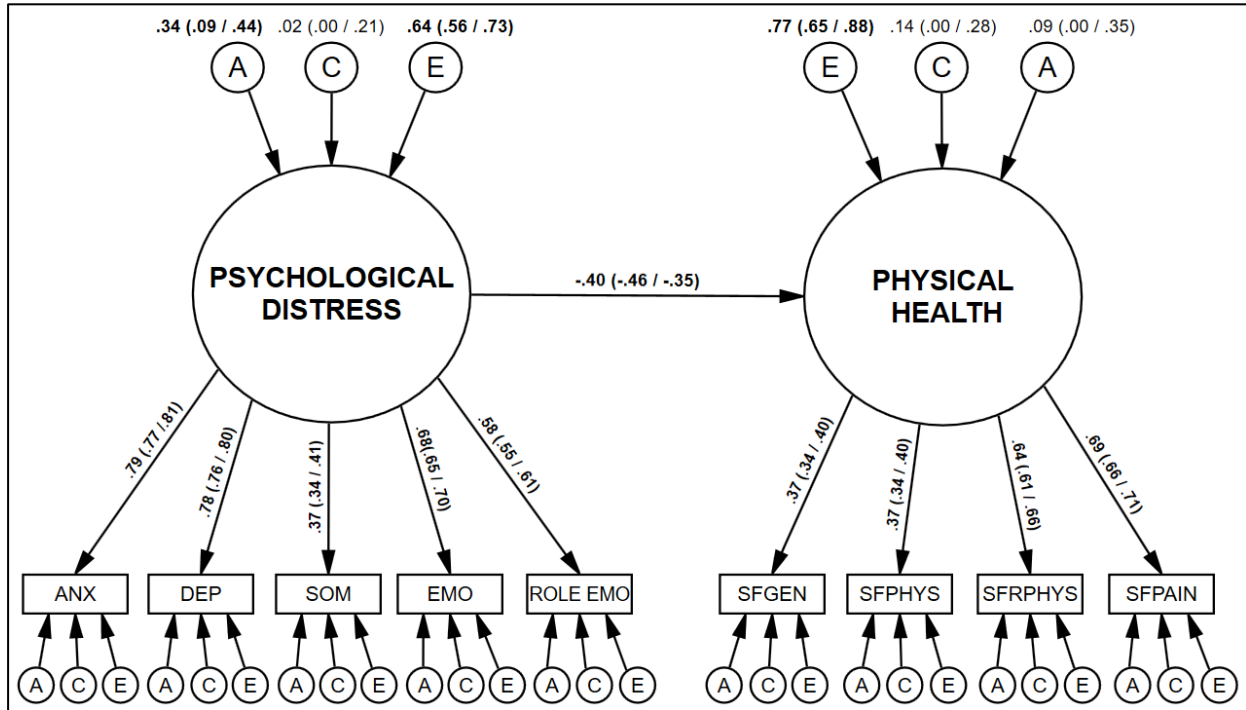 .34 (.09 / .44) .02 (.00 / .21) .64 (.56 / .73) .77 (.65 / .88) .14 (.00 / .28) .09 (.00 / .35)
A C E E C A
PSYCHOLOGICAL
DISTRESS
-.40 (-.46 / -.35)
PHYSICAL
HEALTH
.79 (.77 /.81)
.78 (.76 / .80)
.37 (.34 / .41)
.68(.65 / .70)
.58 (.55 / .61)
.37 (.34 / .40)
.37 (.34 / .40)
.64 (.61 / .66)
.69 (.66 / .71)
ANX DEP SOM EMO ROLE EMO SFGEN SFPHYS SFRPHYS SFPAIN
A C E A C E A C E A C E A C E A C E A C E A C E A C E